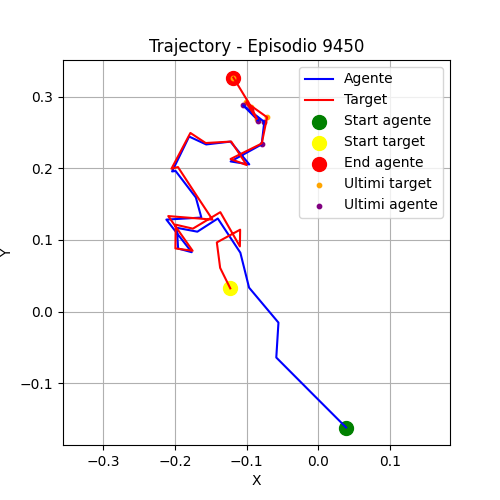 Trajectory - Episodio 9450
Agente
Target
Start agente
Start target
End agente
Ultimi target
Ultimi agente
0.3
0.2
0.1
0.0
−0.1
Y
−0.3
−0.2
−0.1
0.0
0.1
X